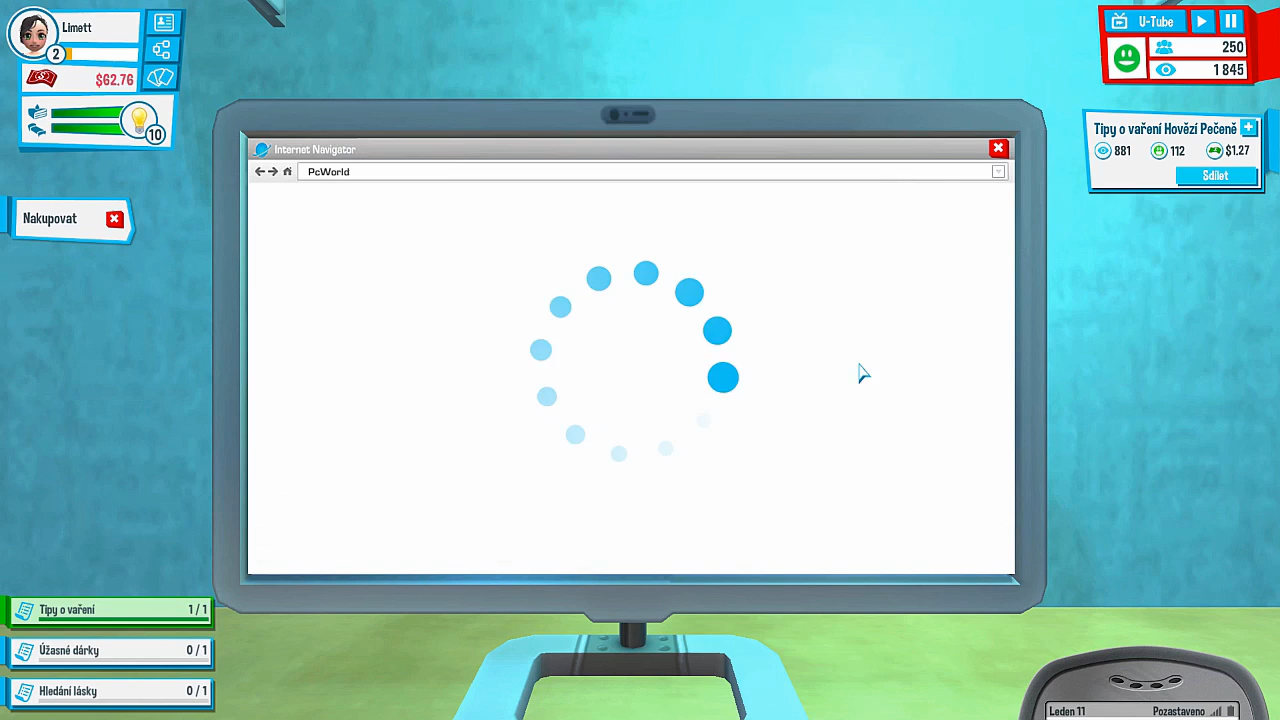 Limett
2
$62.76
10
U-Tube
250
1 845
Tipy o vaření Hovězí Pečeně
881 112 $1.27
Sdílet
Nakupovat
Internet Navigator
PcWorld
Tipy o vaření 1 / 1
Úžasné dárky 0 / 1
Hledání lásky 0 / 1
Leden 11 Pozastaveno